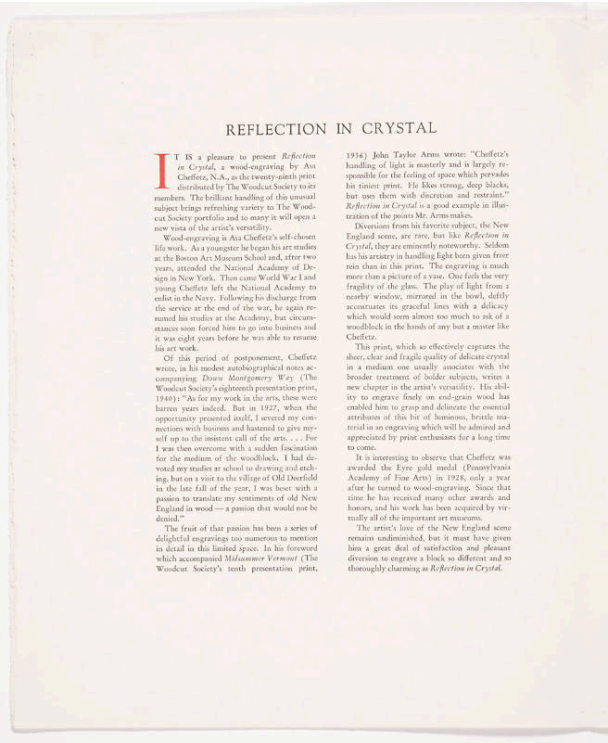 REFLECTION IN CRYSTAL
IT IS a pleasure to present Reflection
in Crystal, a wood-engraving by Asa
Cheffetz, N.A., as the twenty-ninth print
distributed by The Woodcut Society to its
members. The brilliant handling of this unusual
subject brings refreshing variety to The Wood-
cut Society portfolio and to many it will open a
new vista of the artist's versatility.
Wood-engraving is Asa Cheffetz's self-chosen
life work. As a youngster he began his art studies
at the Boston Art Museum School and, after two
years, attended the National Academy of De-
sign in New York. Then came World War I and
young Cheffetz left the National Academy to
enlist in the Navy. Following his discharge from
the service at the end of the war, he again re-
sumed his studies at the Academy, but circum-
stances soon forced him to go into business and
it was eight years before he was able to resume
his art work.
Of this period of postponement, Cheffetz
wrote, in his modest autobiographical notes ac-
companying Down Montgomery Way (The
Woodcut Society's eighteenth presentation print,
1940): "As for my work in the arts, these were
barren years indeed. But in 1927, when the
opportunity presented itself, I severed my con-
nections with business and hastened to give my-
self up to the insistent call of the arts. . . . For
I was then overcome with a sudden fascination
for the medium of the woodblock. I had de-
voted my studies at school to drawing and etch-
ing, but on a visit to the village of Old Deerfield
in the late fall of the year, I was beset with a
passion to translate my sentiments of old New
England in wood — a passion that would not be
denied."
The fruit of that passion has been a series of
delightful engravings too numerous to mention
in detail in this limited space. In his foreword
which accompanied Midsummer Vermont (The
Woodcut Society's tenth presentation print,
1936) John Taylor Arms wrote: "Cheffetz's
handling of light is masterly and is largely re-
sponsible for the feeling of space which pervades
his tiniest print. He likes strong, deep blacks,
but uses them with discretion and restraint."
Reflection in Crystal is a good example in illus-
tration of the points Mr. Arms makes.
Diversions from his favorite subject, the New
England scene, are rare, but like Reflection in
Crystal, they are eminently noteworthy. Seldom
has his artistry in handling light been given freer
rein than in this print. The engraving is much
more than a picture of a vase. One feels the very
fragility of the glass. The play of light from a
nearby window, mirrored in the bowl, deftly
accentuates its graceful lines with a delicacy
which would seem almost too much to ask of a
woodblock in the hands of any but a master like
Cheffetz.
This print, which so effectively captures the
sheer, clear and fragile quality of delicate crystal
in a medium one usually associates with the
broader treatment of bolder subjects, writes a
new chapter in the artist's versatility. His abil-
ity to engrave finely on end-grain wood has
enabled him to grasp and delineate the essential
attributes of this bit of luminous, brittle ma-
terial in an engraving which will be admired and
appreciated by print enthusiasts for a long time
to come.
It is interesting to observe that Cheffetz was
awarded the Eyre gold medal (Pennsylvania
Academy of Fine Arts) in 1928, only a year
after he turned to wood-engraving. Since that
time he has received many other awards and
honors, and his work has been acquired by vir-
tually all of the important art museums.
The artist's love of the New England scene
remains undiminished, but it must have given
him a great deal of satisfaction and pleasant
diversion to engrave a block so different and so
thoroughly charming as Reflection in Crystal.